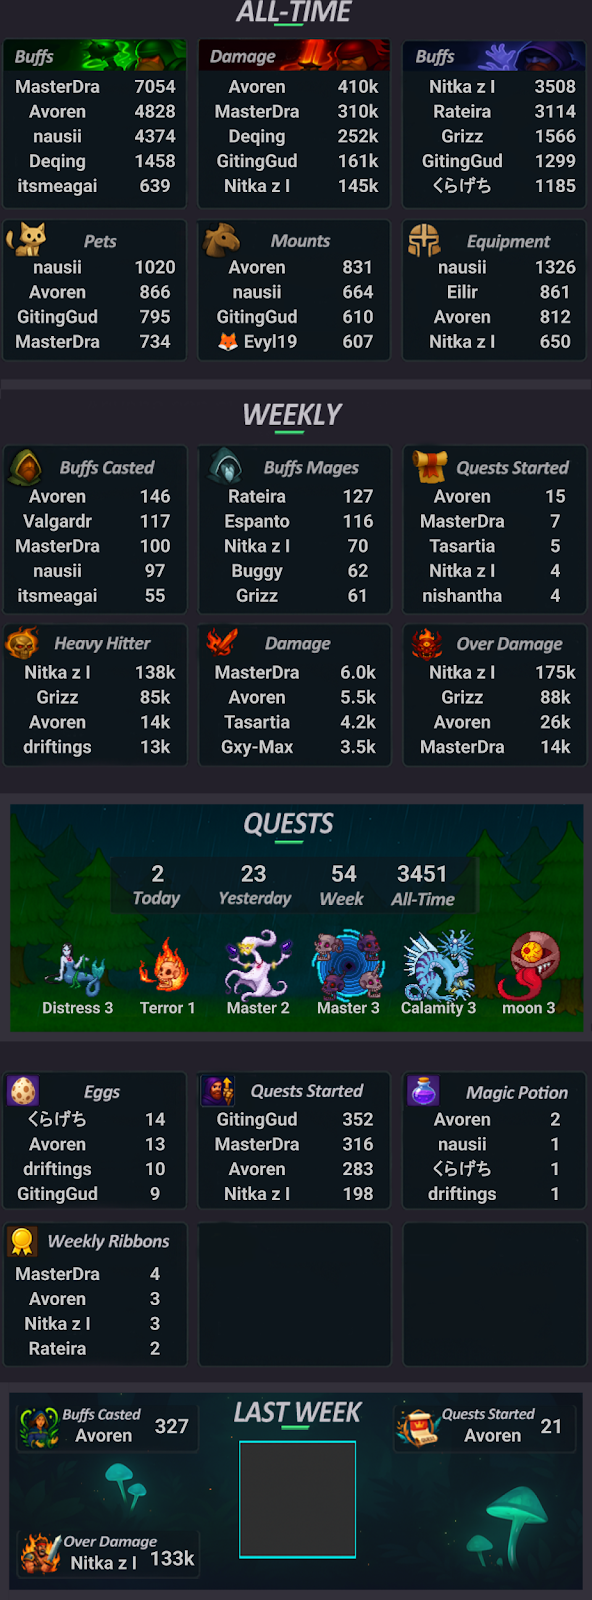 ALL-TIME
Buffs
MasterDra 7054
Avoren 4828
nausii 4374
Deqing 1458
itsmeagai 639
Damage
Avoren 410k
MasterDra 310k
Deqing 252k
GitingGud 161k
Nitka z l 145k
Buffs
Nitka z l 3508
Rateira 3114
Grizz 1566
GitingGud 1299
くらげち 1185
Pets
nausii 1020
Avoren 866
GitingGud 795
MasterDra 734
Mounts
Avoren 831
nausii 664
GitingGud 610
🦊 Evyl19 607
Equipment
nausii 1326
Eilir 861
Avoren 812
Nitka z l 650
WEEKLY
Buffs Casted
Avoren 146
Valgardr 117
MasterDra 100
nausii 97
itsmeagai 55
Buffs Mages
Rateira 127
Espanto 116
Nitka z l 70
Buggy 62
Grizz 61
Quests Started
Avoren 15
MasterDra 7
Tasartia 5
Nitka z l 4
nishantha 4
Heavy Hitter
Nitka z l 138k
Grizz 85k
Avoren 14k
driftings 13k
Damage
MasterDra 6.0k
Avoren 5.5k
Tasartia 4.2k
Gxy-Max 3.5k
Over Damage
Nitka z l 175k
Grizz 88k
Avoren 26k
MasterDra 14k
QUESTS
2 23 54 3451
Today Yesterday Week All-Time
Distress 3 Terror 1 Master 2 Master 3 Calamity 3 moon 3
Eggs
くらげち 14
Avoren 13
driftings 10
GitingGud 9
Quests Started
GitingGud 352
MasterDra 316
Avoren 283
Nitka z l 198
Magic Potion
Avoren 2
nausii 1
くらげち 1
driftings 1
Weekly Ribbons
MasterDra 4
Avoren 3
Nitka z l 3
Rateira 2
LAST WEEK
Buffs Casted
Avoren 327
Quests Started
Avoren 21
Over Damage
Nitka z l 133k